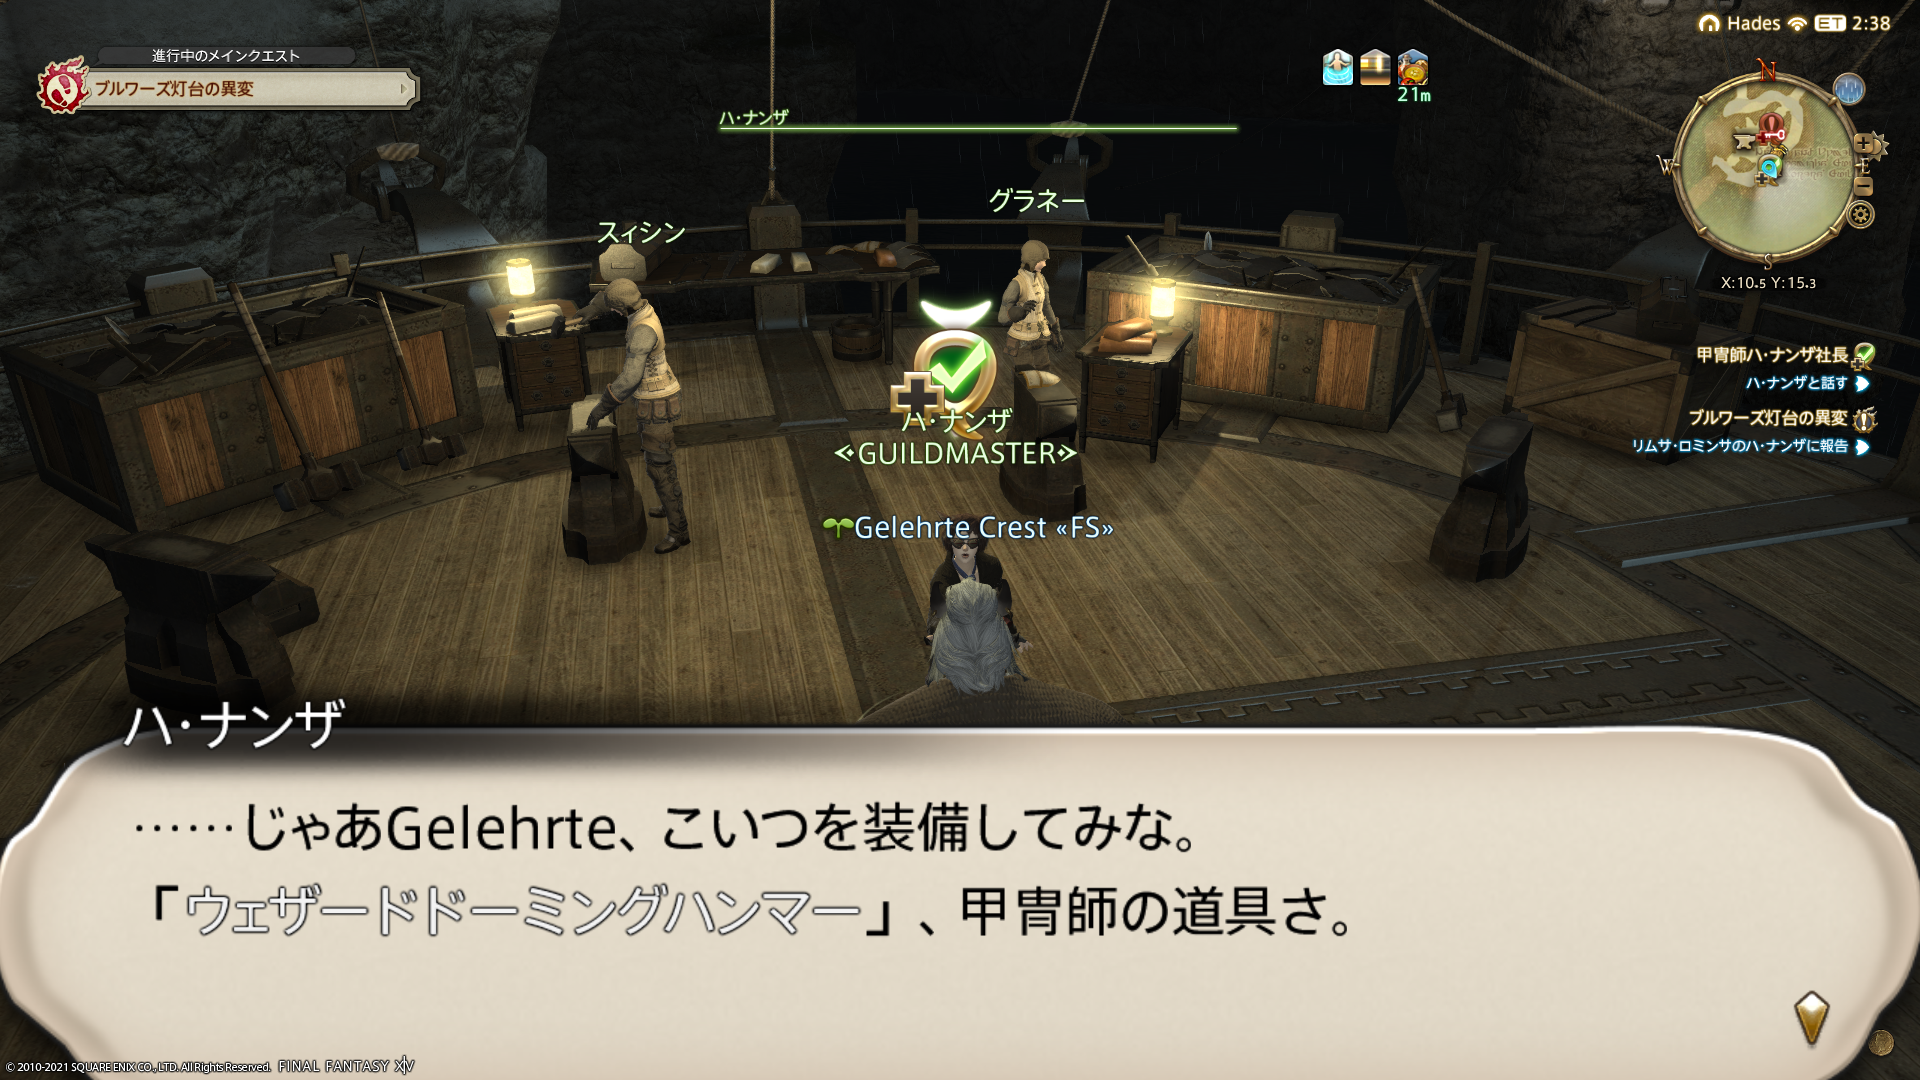 Hades ET 2:38
進行中のメインクエスト
ブルワーズ灯台の異変
21m
ハ・ナンザ
N
W
E
S
X:10.5 Y:15.3
グラネー
スィシン
甲冑師ハ・ナンザ社長
ハ・ナンザと話す
ブルワーズ灯台の異変
リムサ・ロミンサのハ・ナンザに報告
ハ・ナンザ
<GUILDMASTER>
Gelehrte Crest «FS»
ハ・ナンザ
……じゃあGelehrte、こいつを装備してみな。
「ウェザードドーミングハンマー」、甲冑師の道具さ。
© 2010-2021 SQUARE ENIX CO., LTD. All Rights Reserved. FINAL FANTASY XIV